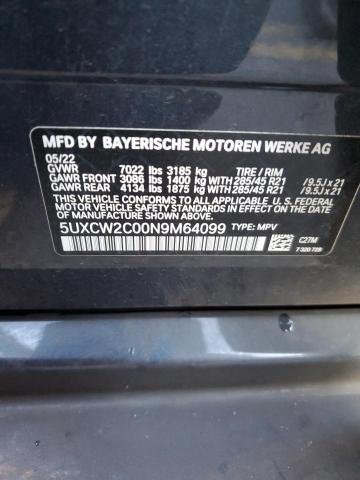 MFD BY BAYERISCHE MOTOREN WERKE AG
05/22
GVWR 7022 lbs 3185 kg TIRE / RIM
GAWR FRONT 3086 lbs 1400 kg WITH 285/45 R21 /9.5J x 21
GAWR REAR 4134 lbs 1875 kg WITH 285/45 R21 /9.5J x 21
THIS VEHICLE CONFORMS TO ALL APPLICABLE U.S. FEDERAL
MOTOR VEHICLE SAFETY STANDARDS IN EFFECT ON THE
DATE OF MANUFACTURE SHOWN ABOVE.
5UXCW2C00N9M64099 TYPE: MPV
C27M